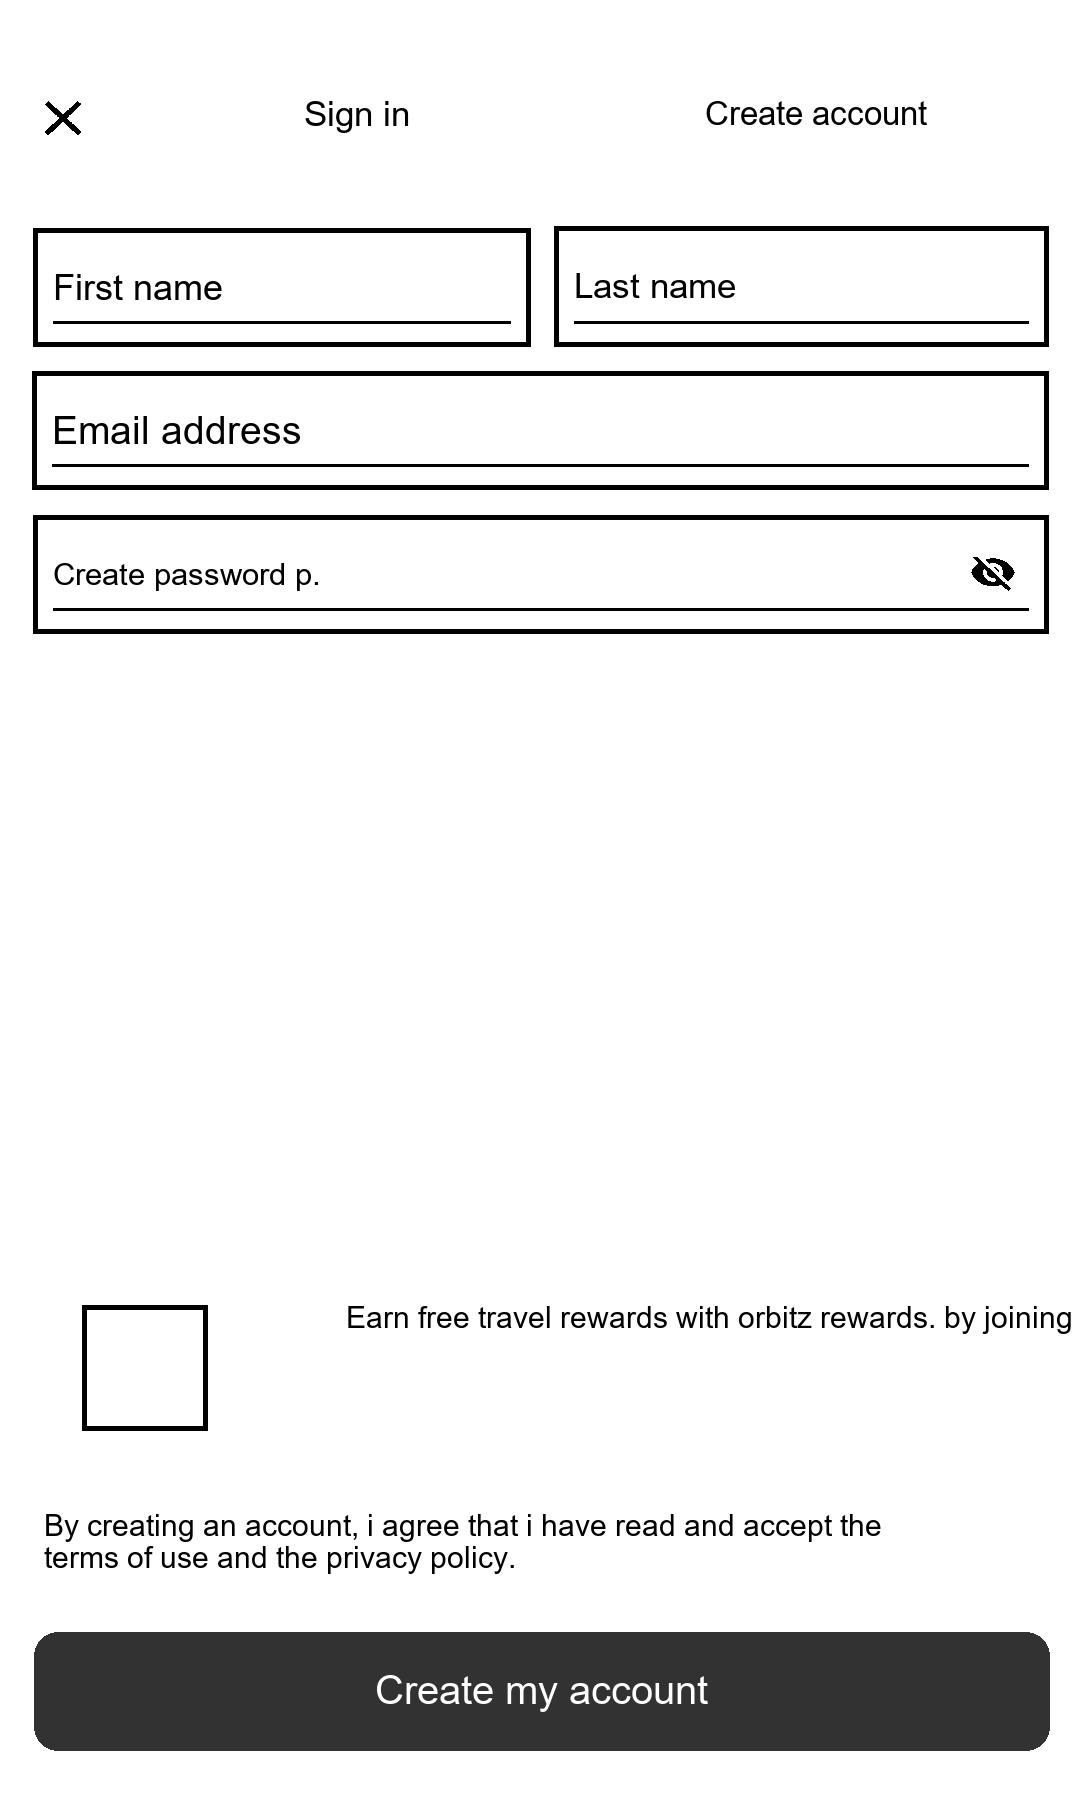 Sign in
Create account
First name
Last name
Email address
Create password p.
Earn free travel rewards with orbitz rewards. by joining
By creating an account, i agree that i have read and accept the
terms of use and the privacy policy.
Create my account